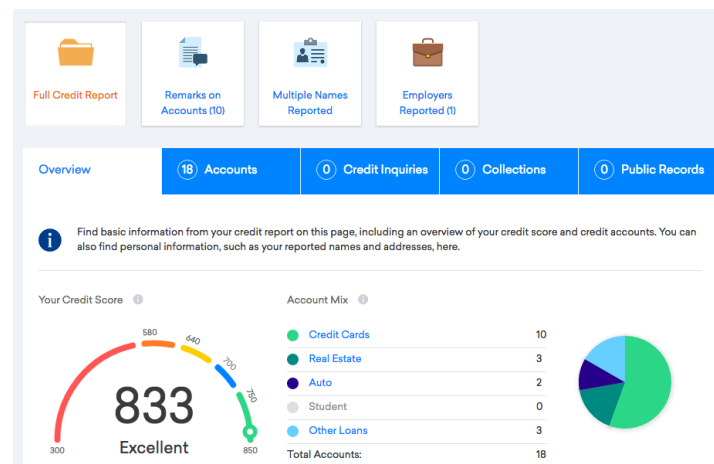 Full Credit Report
Remarks on
Accounts (10)
Multiple Names
Reported
Employers
Reported (1)
Overview
18 Accounts
0 Credit Inquiries
0 Collections
0 Public Records
i
Find basic information from your credit report on this page, including an overview of your credit score and credit accounts. You can
also find personal information, such as your reported names and addresses, here.
Your Credit Score i
580
640
700
750
300
850
833
Excellent
Account Mix i
Credit Cards 10
Real Estate 3
Auto 2
Student 0
Other Loans 3
Total Accounts: 18